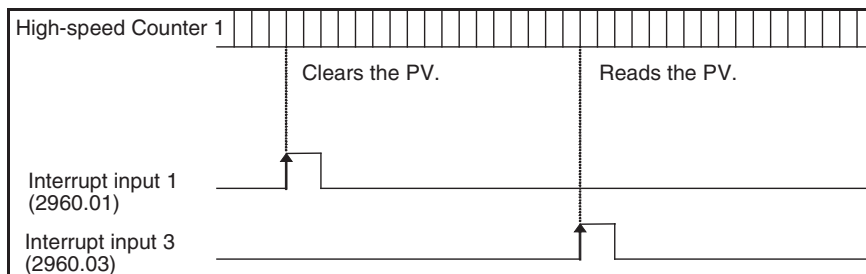 High-speed Counter 1
Clears the PV.
Reads the PV.
Interrupt input 1
(2960.01)
Interrupt input 3
(2960.03)